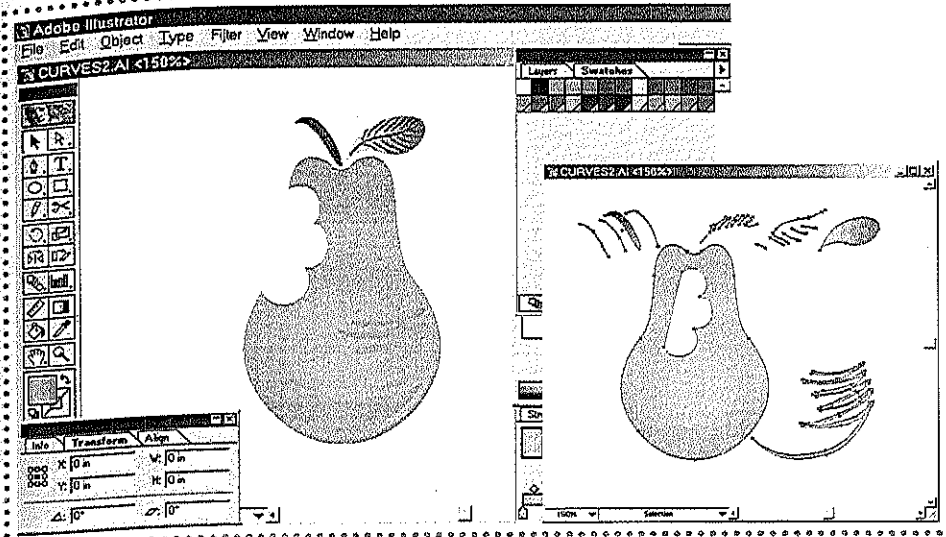 Adobe Illustrator
File Edit Object Type Filter View Window Help
CURVES2.AI <150%>
Layers Swatches
CURVES2.AI <150%>
T
Info Transform Align
X: 0 in W: 0 in
Y: 0 in H: 0 in
0° 0°
150% Selection